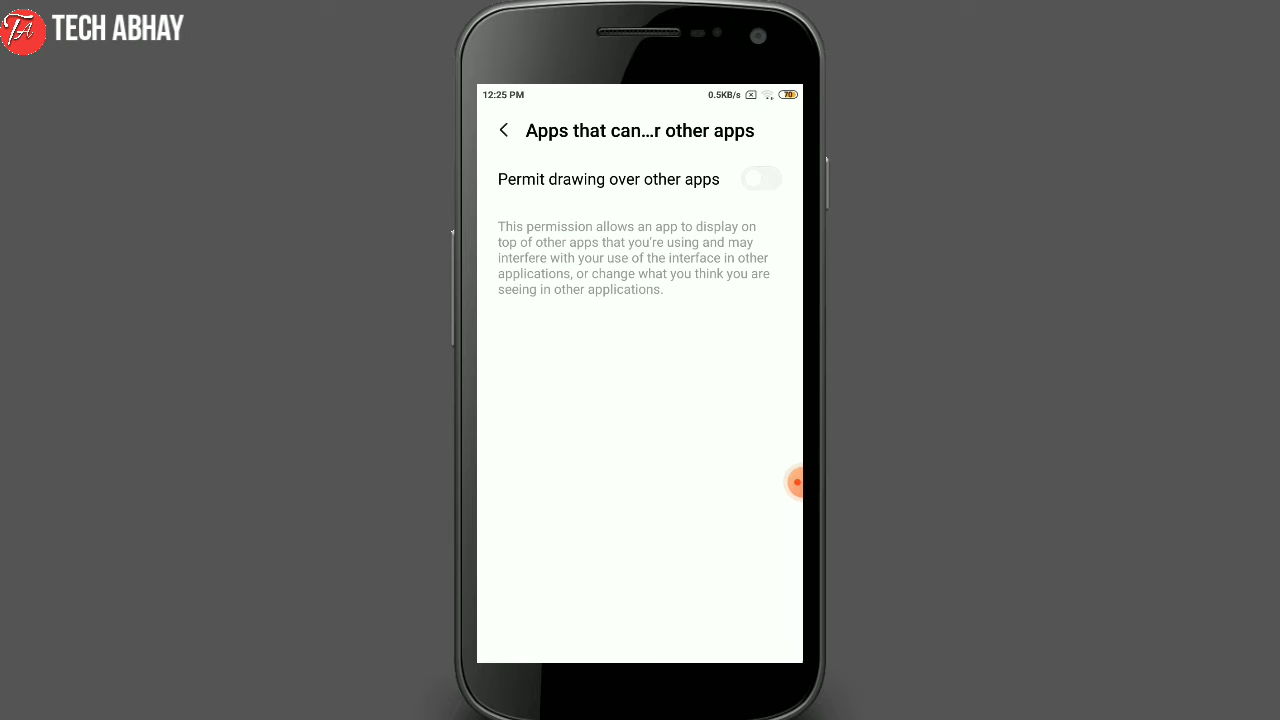 TA TECH ABHAY
12:25 PM 0.5KB/s 70
Apps that can...r other apps
Permit drawing over other apps
This permission allows an app to display on
top of other apps that you're using and may
interfere with your use of the interface in other
applications, or change what you think you are
seeing in other applications.